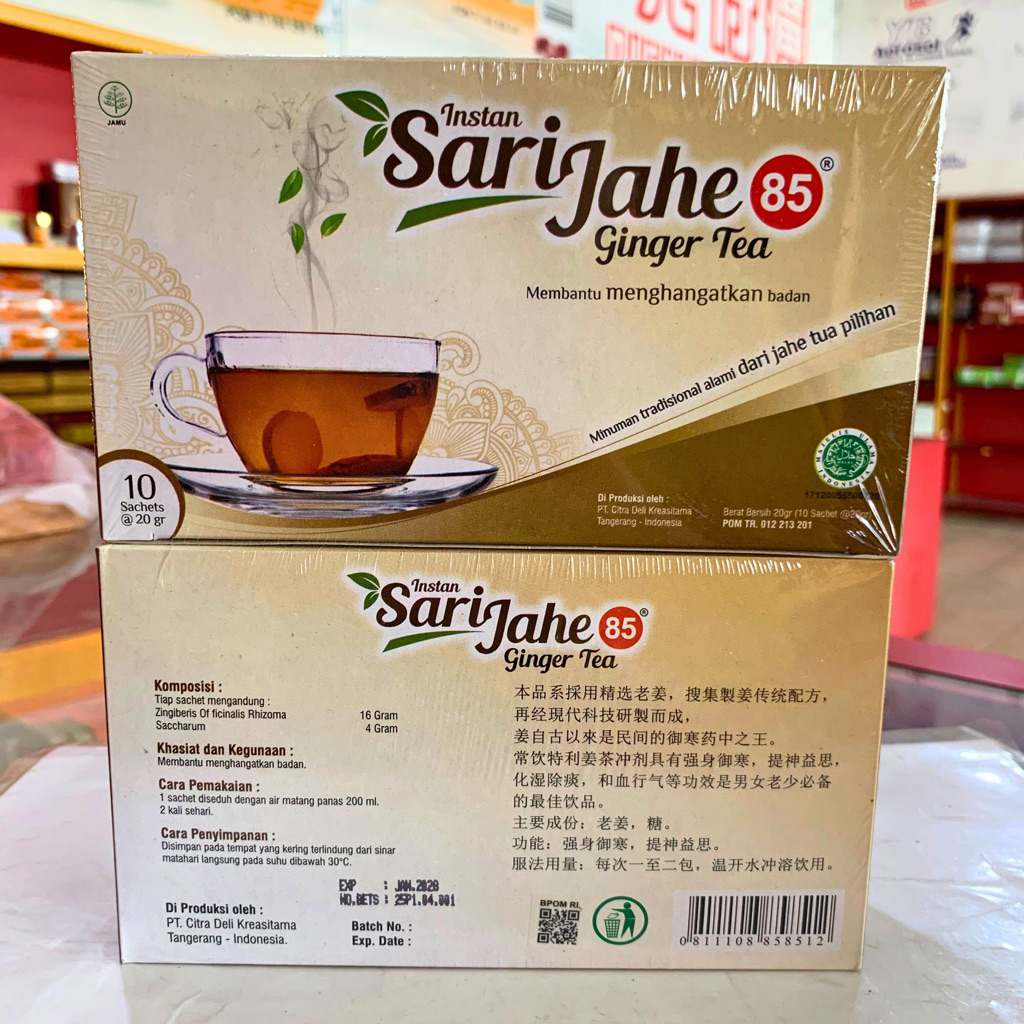 JAMU
Instan
SariJahe 85®
Ginger Tea
Membantu menghangatkan badan
Minuman tradisional alami dari jahe tua pilihan
10
Sachets
@ 20 gr
MAJELIS ULAMA INDONESIA
حلال
HALAL
Di Produksi oleh :
PT. Citra Deli Kreasitama
Tangerang - Indonesia
Berat Bersih 20gr (10 Sachet @20gr)
POM TR. 012 213 201
Instan
SariJahe 85®
Ginger Tea
Komposisi :
Tiap sachet mengandung :
Zingiberis Of ficinalis Rhizoma 16 Gram
Saccharum 4 Gram
Khasiat dan Kegunaan :
Membantu menghangatkan badan.
Cara Pemakaian :
1 sachet diseduh dengan air matang panas 200 ml.
2 kali sehari.
Cara Penyimpanan :
Disimpan pada tempat yang kering terlindung dari sinar
matahari langsung pada suhu dibawah 30°C.
EXP : JAN.2028
NO.BETS : 25P1.04.001
Di Produksi oleh :
PT. Citra Deli Kreasitama
Tangerang - Indonesia.
Batch No. :
Exp. Date :
本品系採用精选老姜，搜集製姜传统配方，
再经現代科技研製而成，
姜自古以來是民间的御寒药中之王。
常饮特利姜茶冲剂具有强身御寒，提神益思，
化湿除痰，和血行气等功效是男女老少必备
的最佳饮品。
主要成份：老姜，糖。
功能：强身御寒，提神益思。
服法用量：每次一至二包，温开水冲溶饮用。
BPOM RI
0 811108 858512